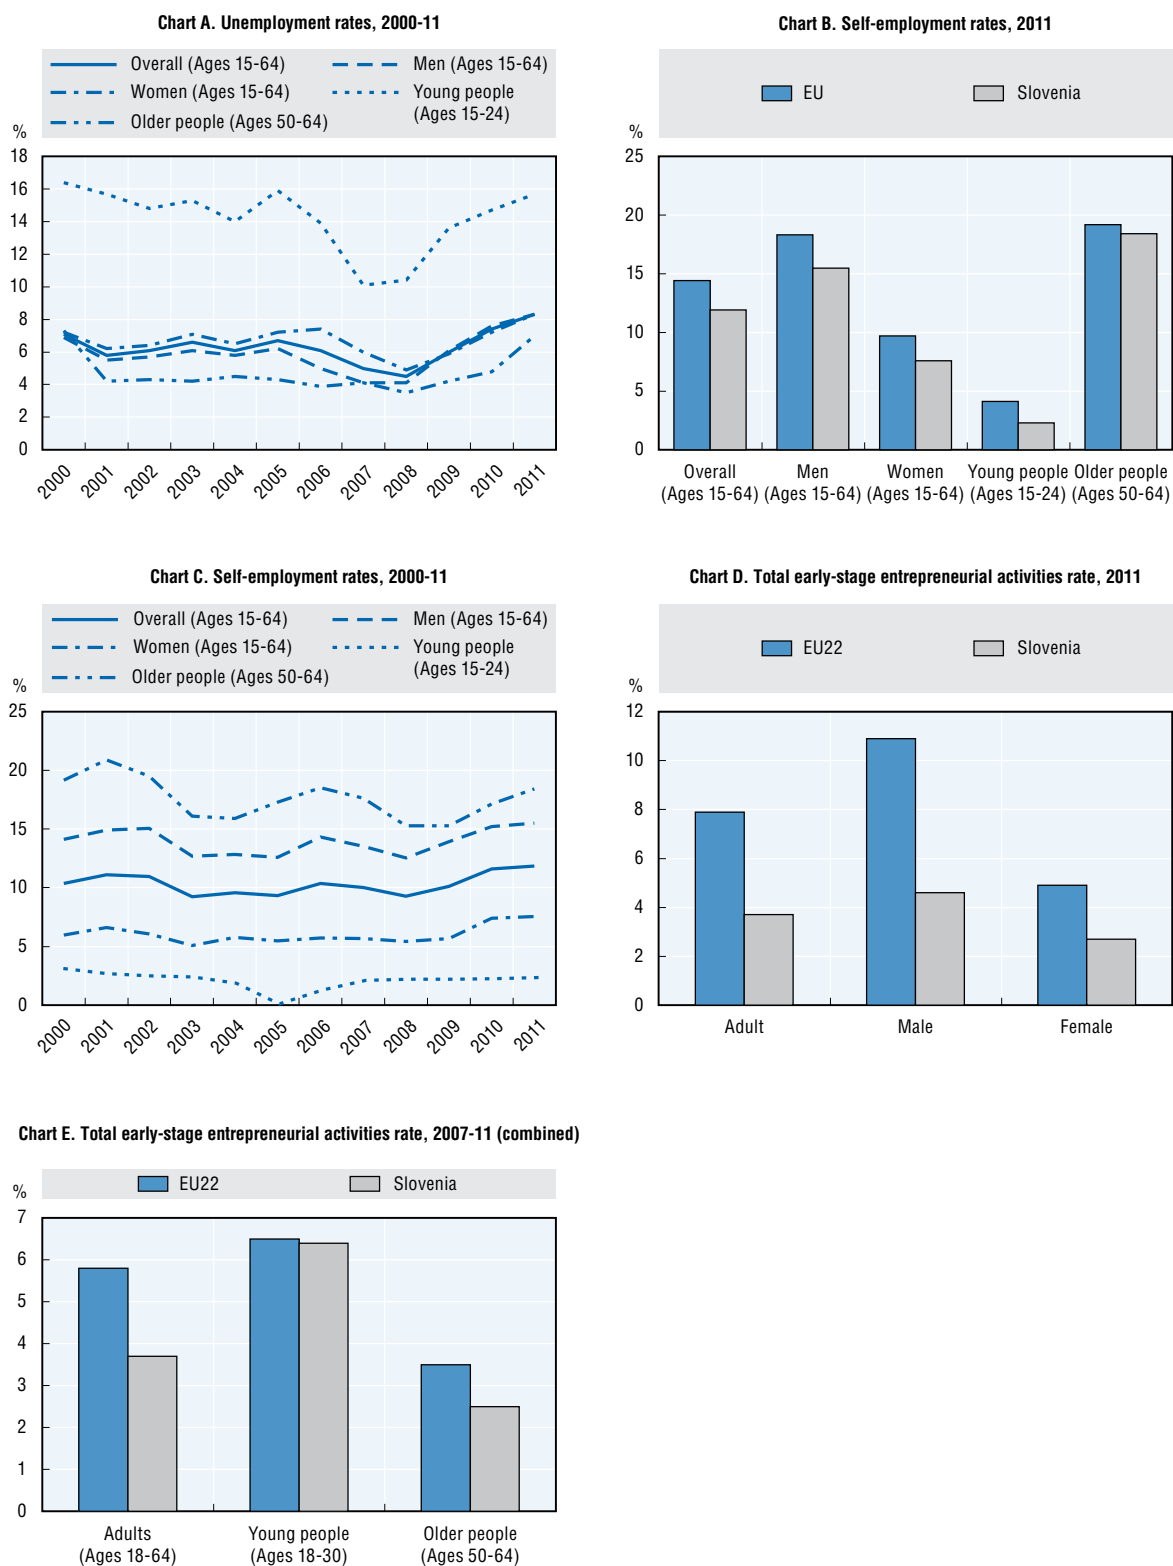 Chart A. Unemployment rates, 2000-11
Overall (Ages 15-64)
Men (Ages 15-64)
Women (Ages 15-64)
Young people
(Ages 15-24)
Older people (Ages 50-64)
%
18
16
14
12
10
8
6
4
2
0
2000
2001
2002
2003
2004
2005
2006
2007
2008
2009
2010
2011
Chart B. Self-employment rates, 2011
EU
Slovenia
%
25
20
15
10
5
0
Overall
(Ages 15-64)
Men
(Ages 15-64)
Women
(Ages 15-64)
Young people
(Ages 15-24)
Older people
(Ages 50-64)
Chart C. Self-employment rates, 2000-11
Overall (Ages 15-64)
Men (Ages 15-64)
Women (Ages 15-64)
Young people
(Ages 15-24)
Older people (Ages 50-64)
%
25
20
15
10
5
0
2000
2001
2002
2003
2004
2005
2006
2007
2008
2009
2010
2011
Chart D. Total early-stage entrepreneurial activities rate, 2011
EU22
Slovenia
%
12
10
8
6
4
2
0
Adult
Male
Female
Chart E. Total early-stage entrepreneurial activities rate, 2007-11 (combined)
EU22
Slovenia
%
7
6
5
4
3
2
1
0
Adults
(Ages 18-64)
Young people
(Ages 18-30)
Older people
(Ages 50-64)